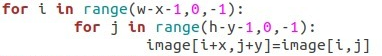 for i in range(w-x-1,0,-1):
        for j in range(h-y-1,0,-1):
                image[i+x,j+y]=image[i,j]